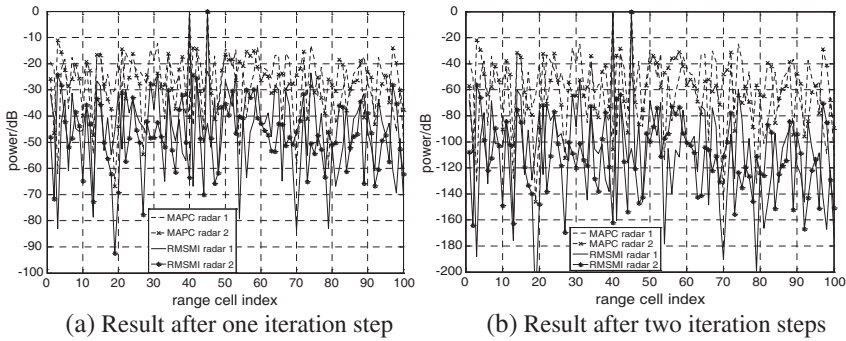 0
-10
-20
-30
-40
-50
-60
-70
-80
-90
-100
power/dB
0 10 20 30 40 50 60 70 80 90 100
range cell index
MAPC radar 1
MAPC radar 2
RMSMI radar 1
RMSMI radar 2
(a) Result after one iteration step
0
-20
-40
-60
-80
-100
-120
-140
-160
-180
-200
power/dB
0 10 20 30 40 50 60 70 80 90 100
range cell index
MAPC radar 1
MAPC radar 2
RMSMI radar 1
RMSMI radar 2
(b) Result after two iteration steps